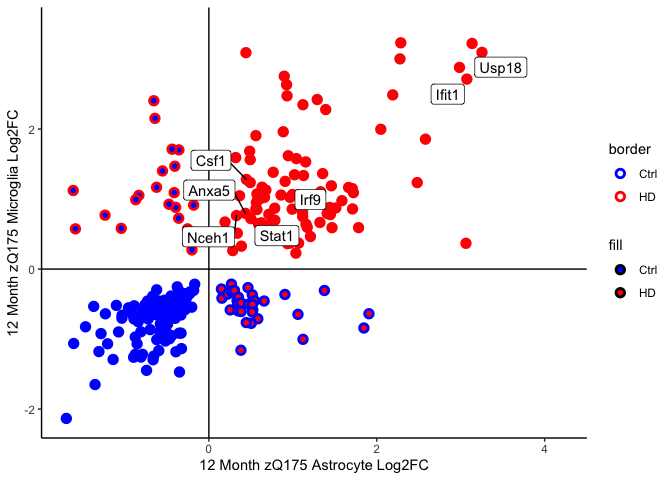 Usp18
Ifit1
Csf1
Anxa5
Irf9
Nceh1
Stat1
2
0
-2
0
2
4
12 Month zQ175 Microglia Log2FC
12 Month zQ175 Astrocyte Log2FC
border
Ctrl
HD
fill
Ctrl
HD